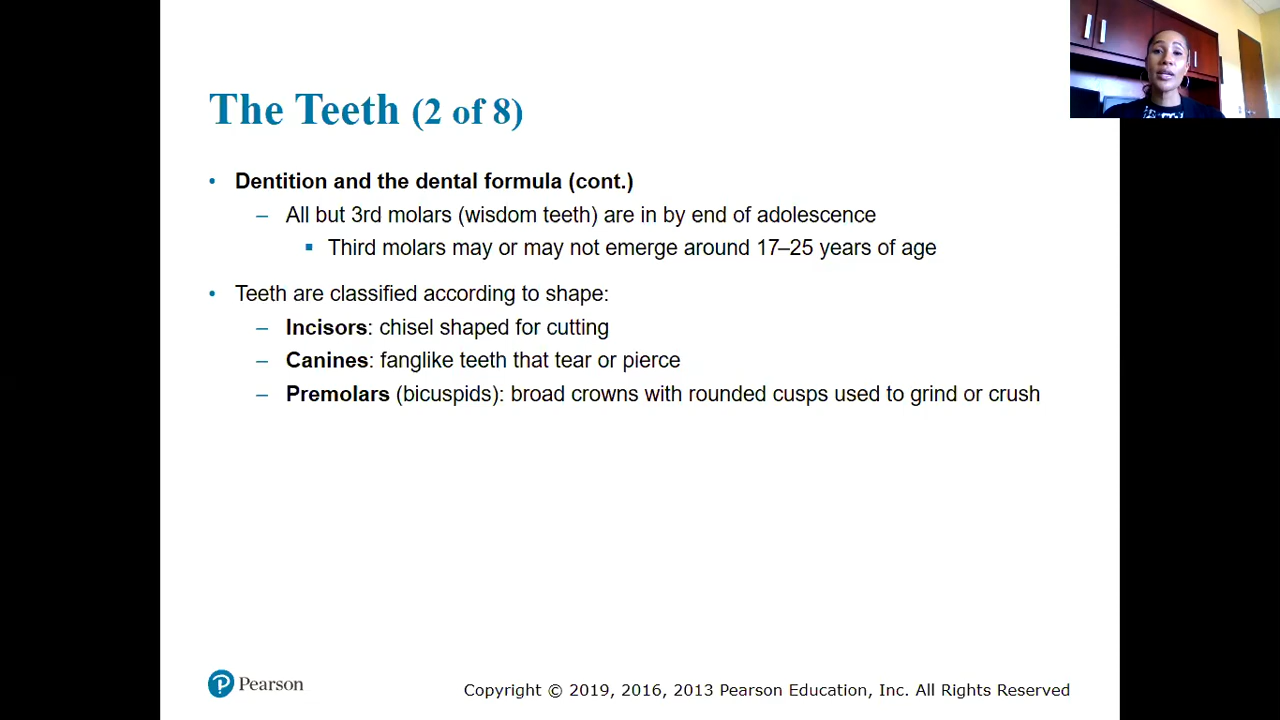 The Teeth (2 of 8)
• Dentition and the dental formula (cont.)
– All but 3rd molars (wisdom teeth) are in by end of adolescence
▪ Third molars may or may not emerge around 17–25 years of age
• Teeth are classified according to shape:
– Incisors: chisel shaped for cutting
– Canines: fanglike teeth that tear or pierce
– Premolars (bicuspids): broad crowns with rounded cusps used to grind or crush
P Pearson
Copyright © 2019, 2016, 2013 Pearson Education, Inc. All Rights Reserved